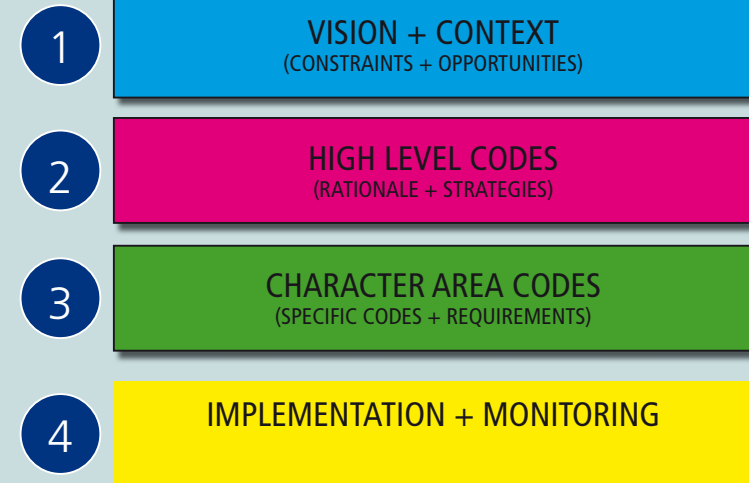 1
VISION + CONTEXT
(CONSTRAINTS + OPPORTUNITIES)
2
HIGH LEVEL CODES
(RATIONALE + STRATEGIES)
3
CHARACTER AREA CODES
(SPECIFIC CODES + REQUIREMENTS)
4
IMPLEMENTATION + MONITORING